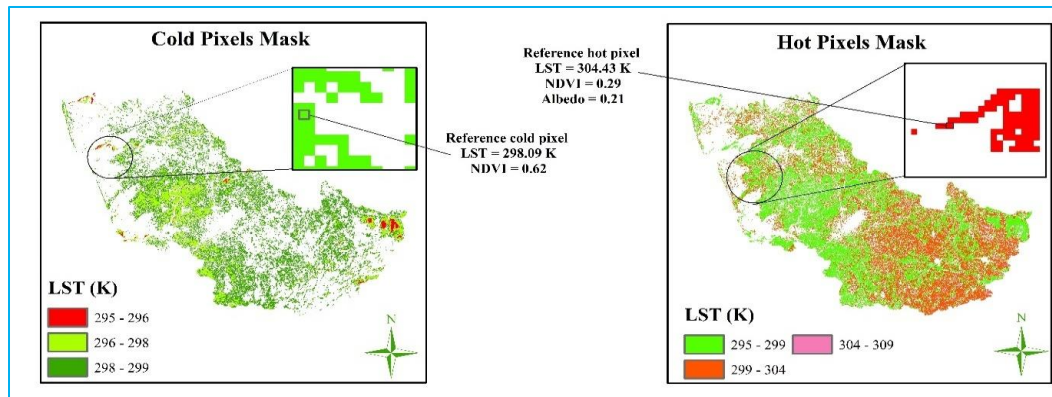 Cold Pixels Mask
Reference cold pixel
LST = 298.09 K
NDVI = 0.62
LST (K)
295 - 296
296 - 298
298 - 299
N
Reference hot pixel
LST = 304.43 K
NDVI = 0.29
Albedo = 0.21
Hot Pixels Mask
LST (K)
295 - 299
304 - 309
299 - 304
N